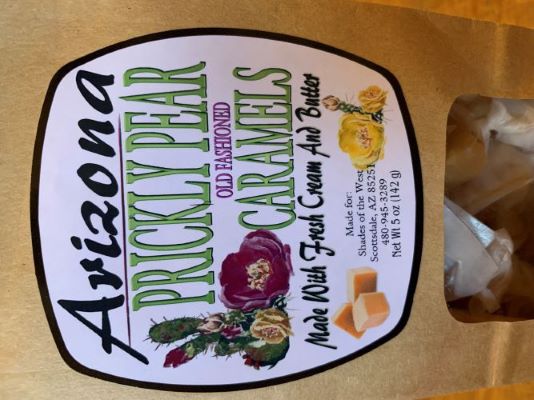 Arizona
PRICKLY PEAR
OLD FASHIONED
CARAMELS
Made With Fresh Cream And Butter
Made for:
Shades of the West
Scottsdale, AZ 85251
480-945-3289
Net Wt 5 oz (142 g)